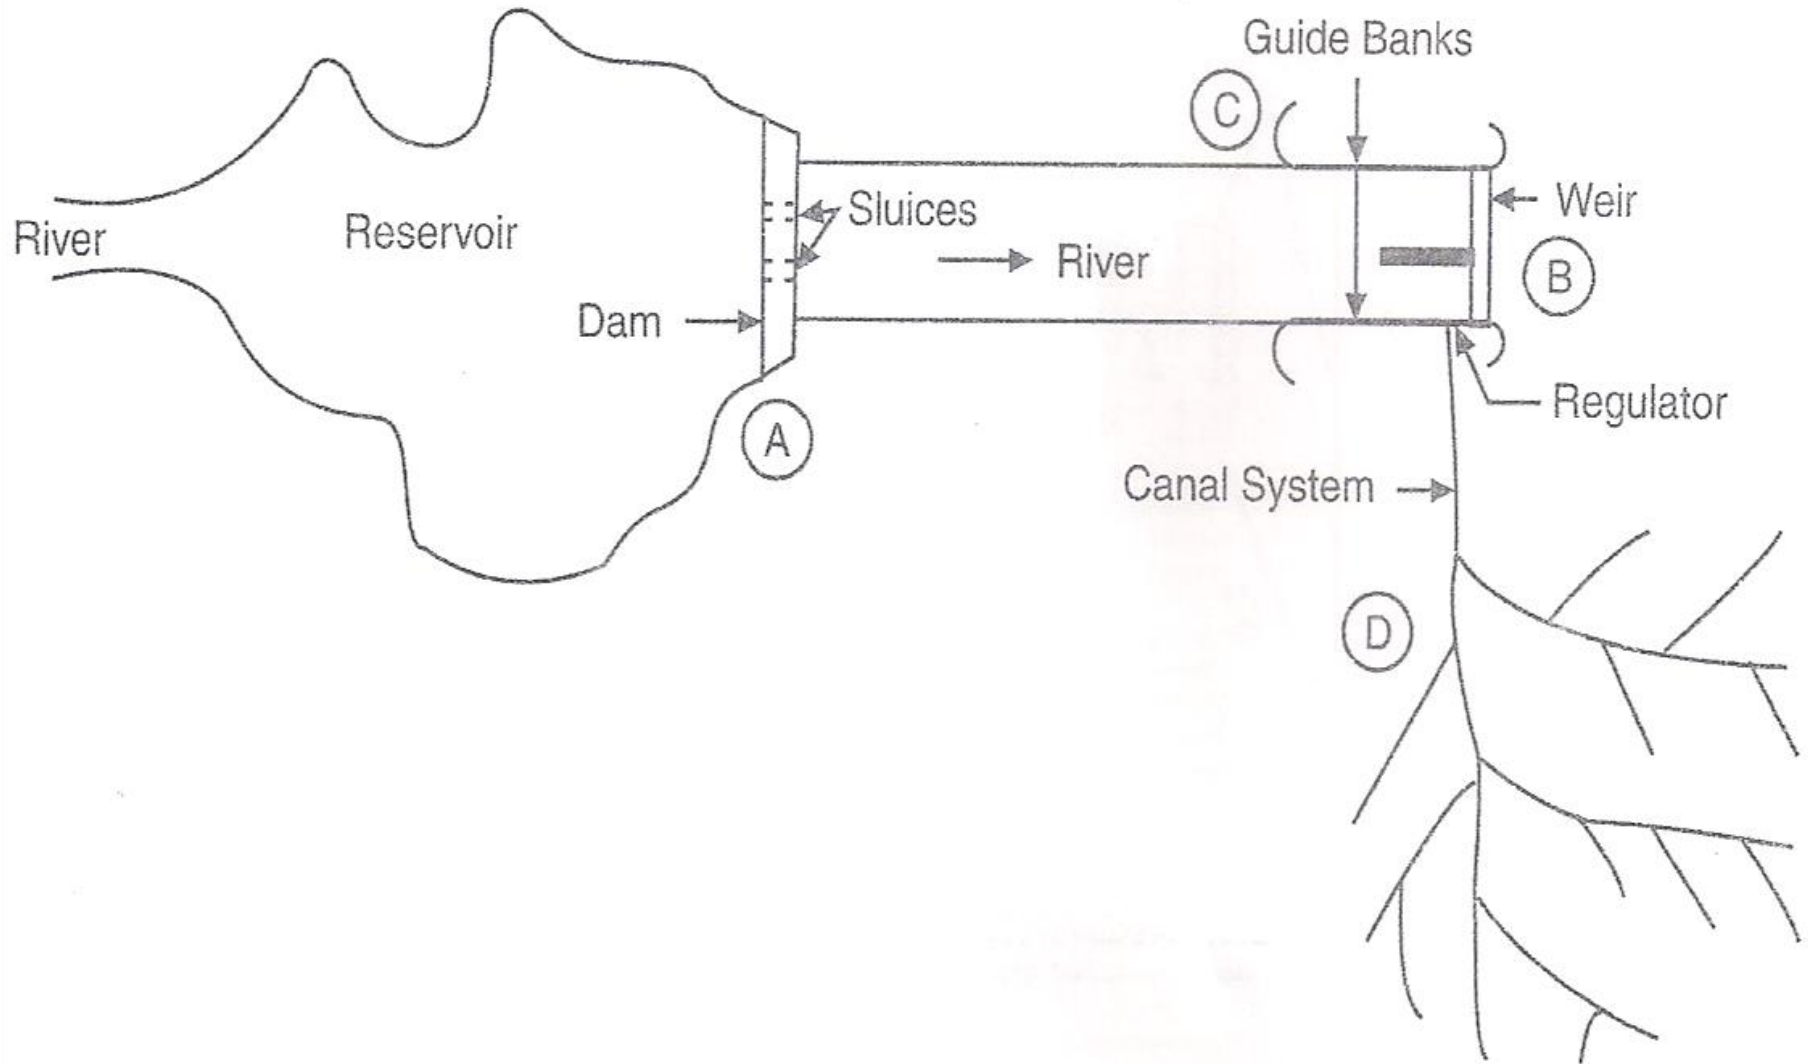 Guide Banks
C
River
Reservoir
Sluices
Weir
River
B
Dam
Regulator
A
Canal System
D